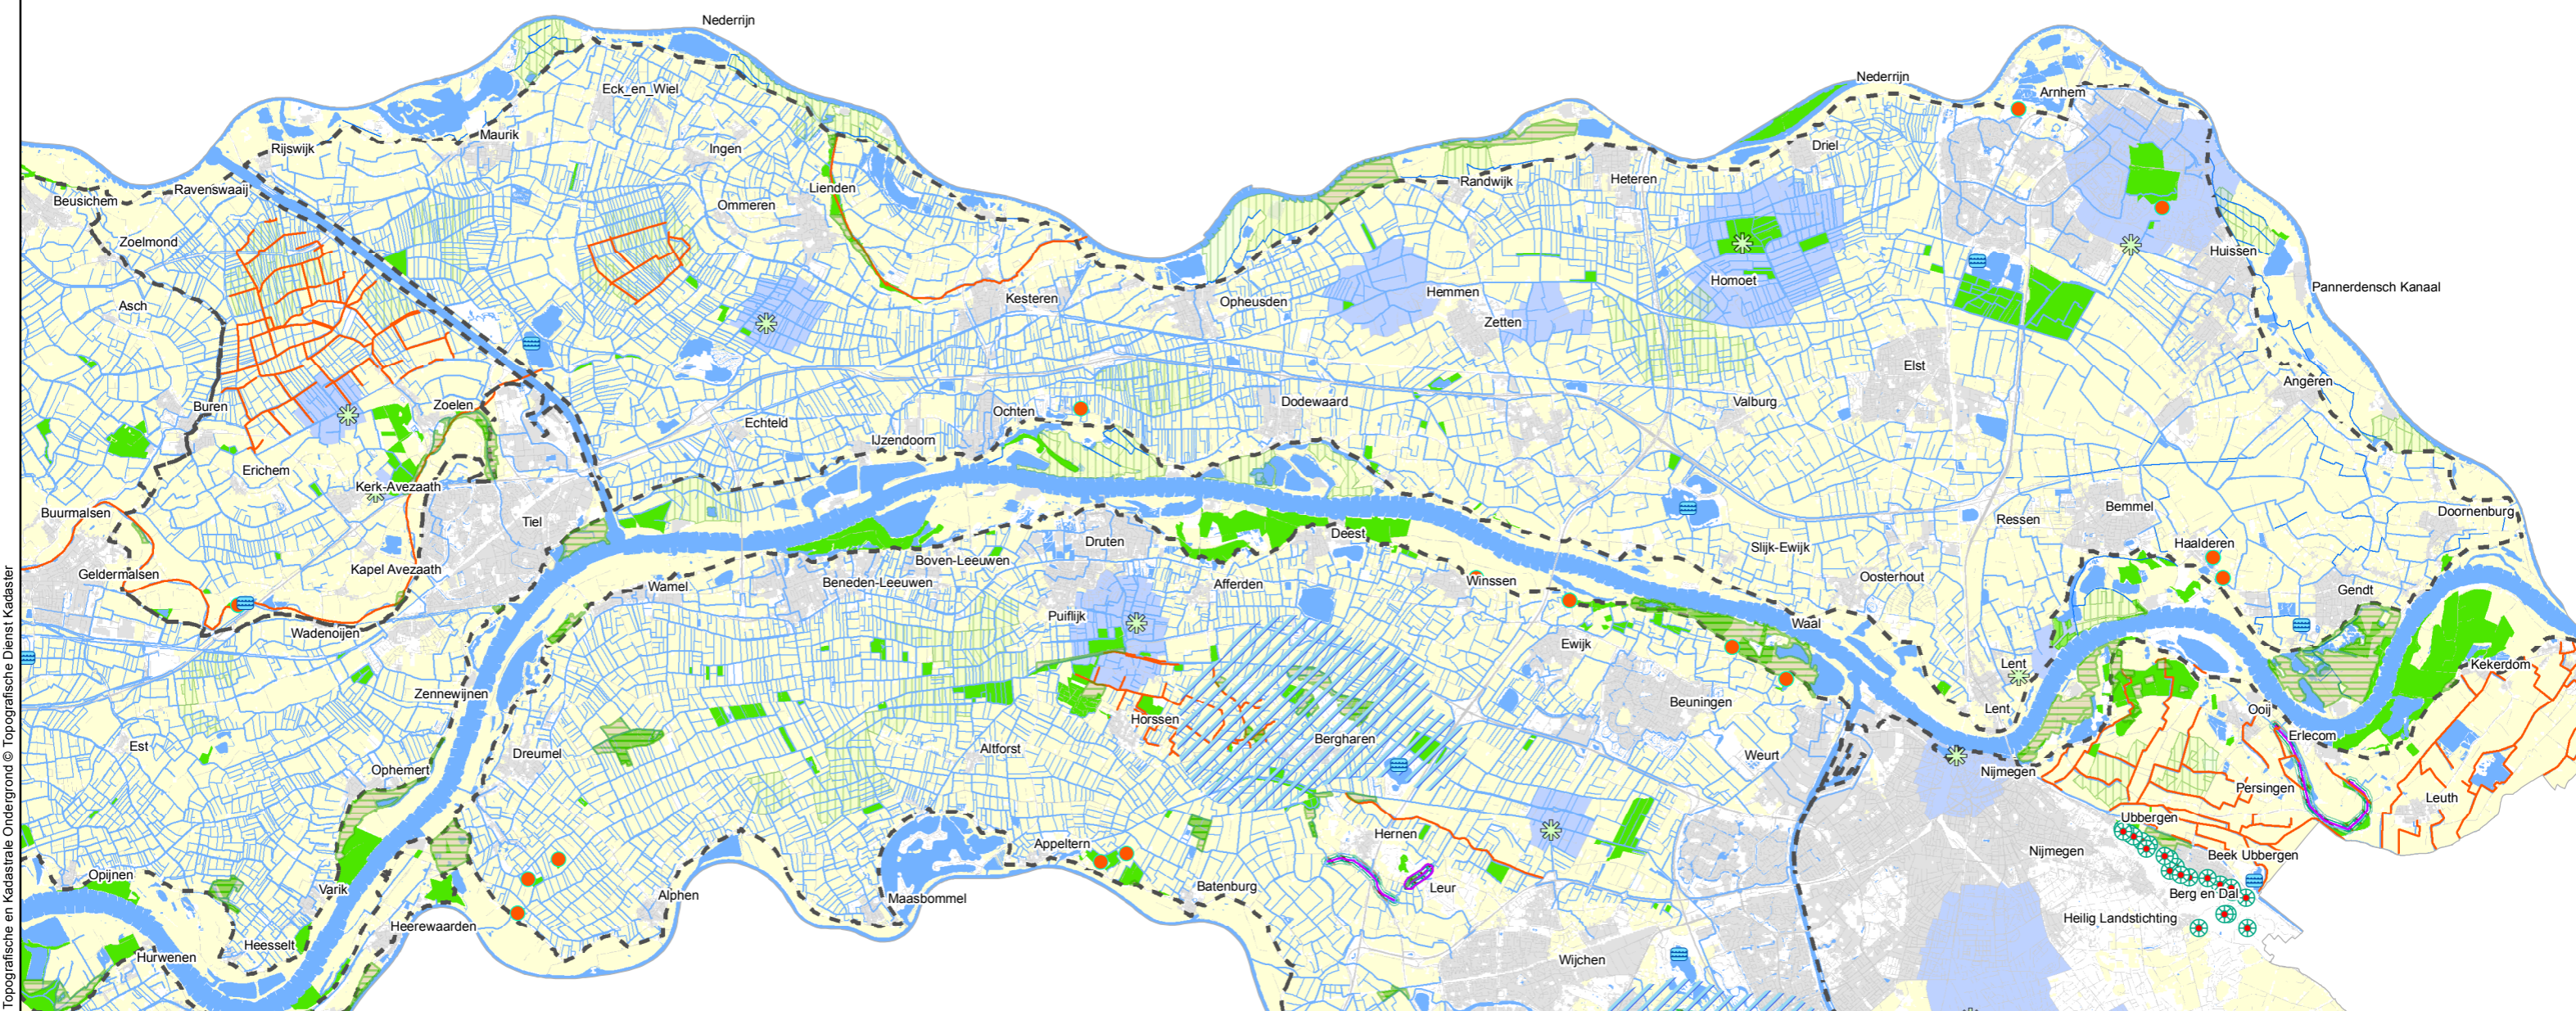 Nederrijn
Nederrijn
Eck_en_Wiel
Arnhem
Maurik
Rijswijk
Ingen
Driel
Ravenswaaij
Lienden
Randwijk
Heteren
Beusichem
Ommeren
Zoelmond
Huissen
Asch
Kesteren
Opheusden
Hemmen
Homoet
Pannerdensch Kanaal
Zetten
Elst
Angeren
Buren
Zoelen
Echteld
Ochten
Dodewaard
Valburg
IJzendoorn
Erichem
Kerk-Avezaath
Buurmalsen
Tiel
Druten
Deest
Ressen
Bemmel
Doornenburg
Geldermalsen
Kapel Avezaath
Boven-Leeuwen
Slijk-Ewijk
Haalderen
Wamel
Beneden-Leeuwen
Afferden
Winssen
Oosterhout
Gendt
Wadenoijen
Puiflijk
Ewijk
Waal
Zennewijnen
Lent
Kekerdom
Horssen
Beuningen
Lent
Ooij
Est
Dreumel
Altforst
Bergharen
Weurt
Erlecom
Ophemert
Nijmegen
Persingen
Leuth
Appeltern
Hernen
Ubbergen
Nijmegen
Beek Ubbergen
Opijnen
Varik
Alphen
Maasbommel
Batenburg
Leur
Berg en Dal
Heerewaarden
Heilig Landstichting
Heesselt
Hurwenen
Wijchen
Topografische en Kadastrale Ondergrond © Topografische Dienst Kadaster